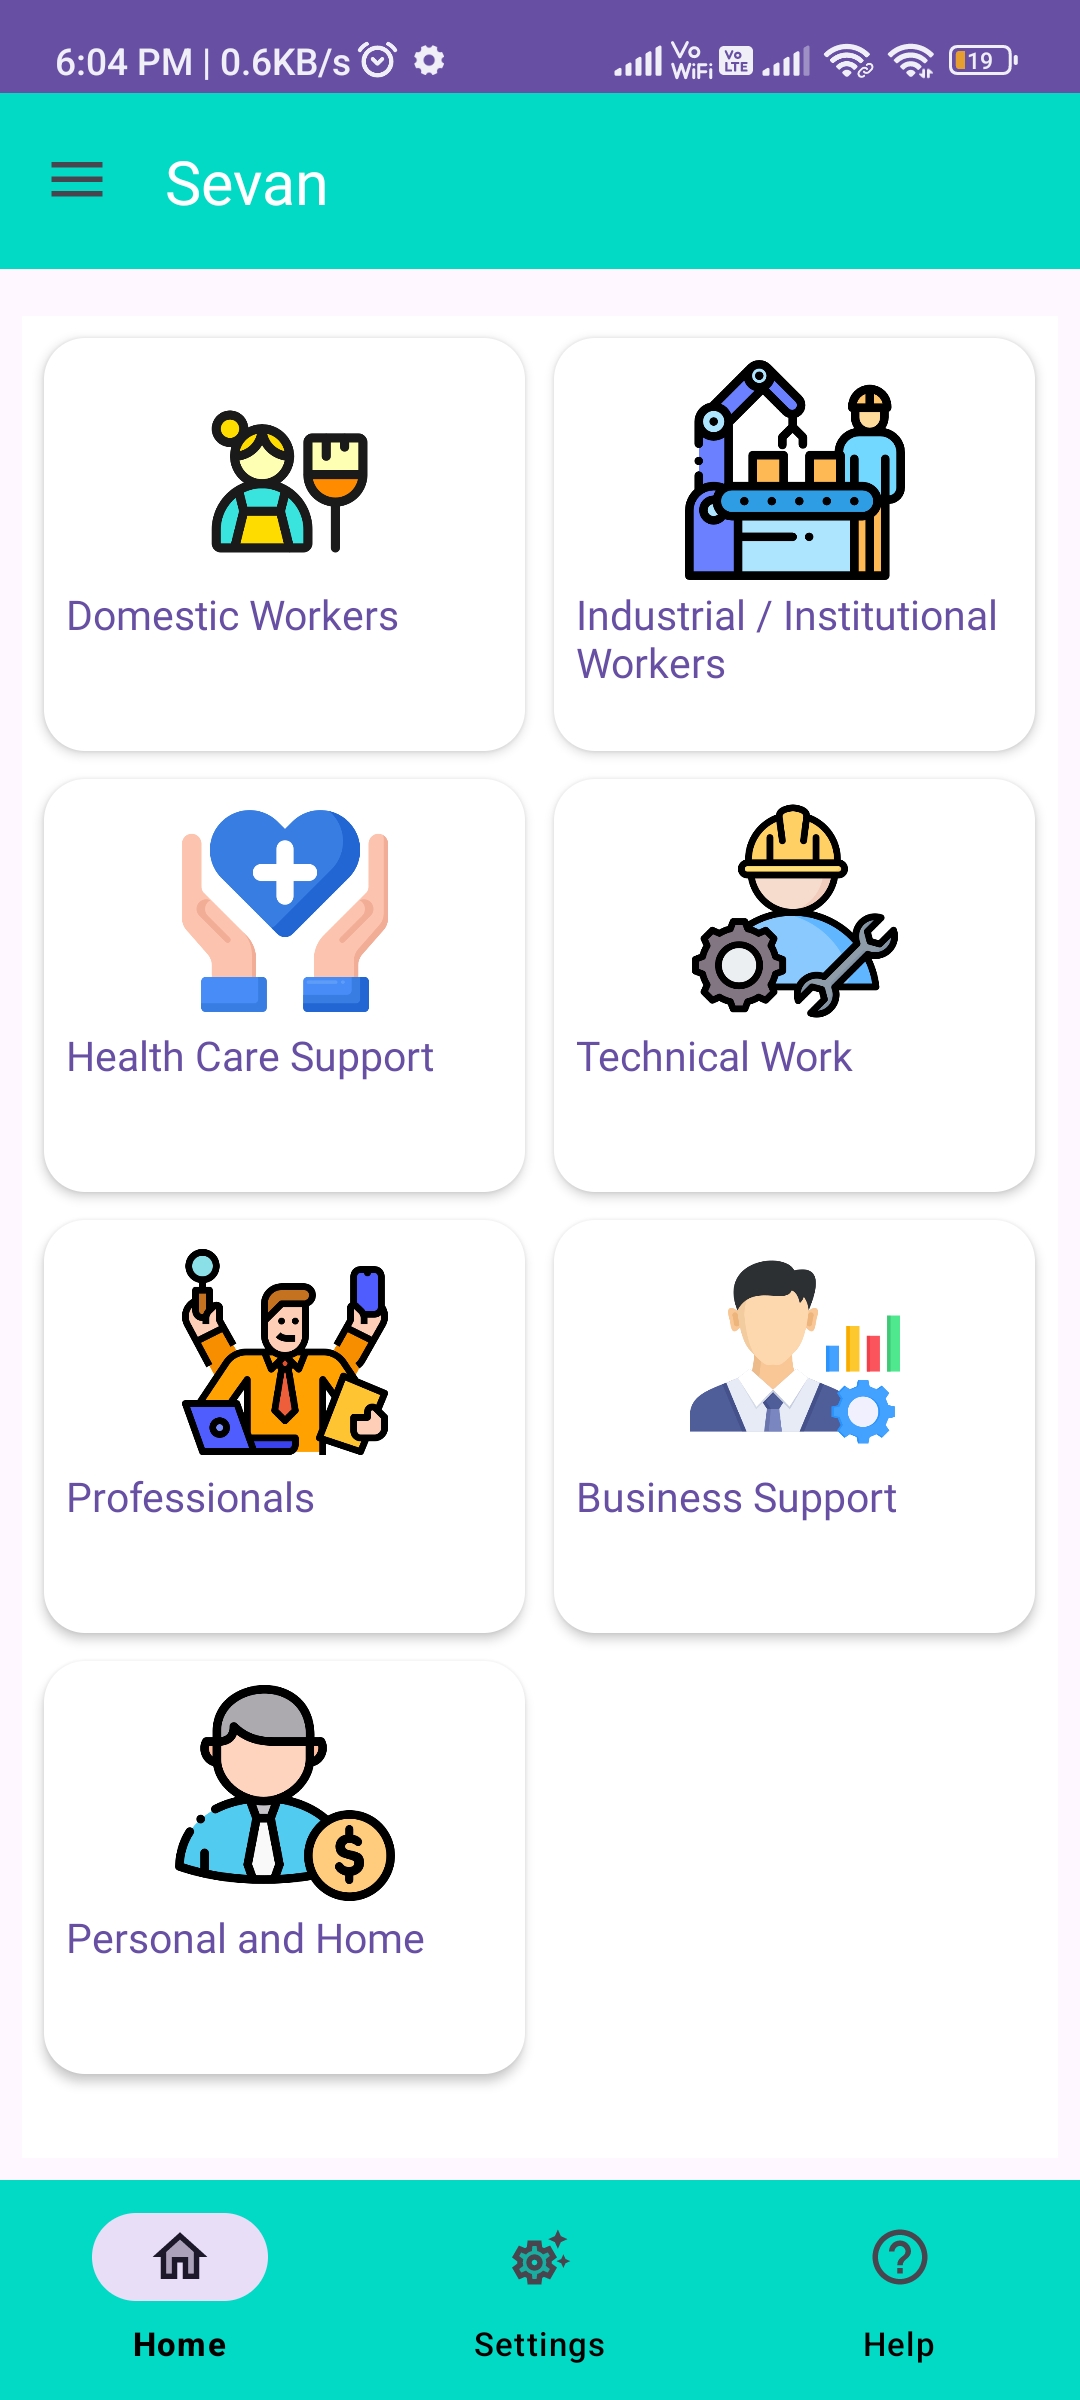 6:04 PM | 0.6KB/s Vo WiFi Vo LTE 19
Sevan
Domestic Workers
Industrial / Institutional
Workers
Health Care Support
Technical Work
Professionals
Business Support
$
Personal and Home
Home
Settings
Help